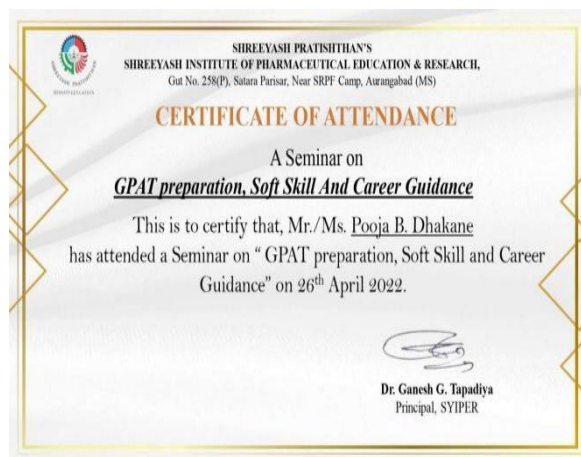 SHREEYASH PRATISHTHAN'S
SHREEYASH INSTITUTE OF PHARMACEUTICAL EDUCATION & RESEARCH,
Gut No. 258(P), Satara Parisar, Near SRPF Camp, Aurangabad (MS)
SHREEYASH PRATISHTHAN
CERTIFICATE OF ATTENDANCE
A Seminar on
GPAT preparation, Soft Skill And Career Guidance
This is to certify that, Mr./Ms. Pooja B. Dhakane
has attended a Seminar on “ GPAT preparation, Soft Skill and Career
Guidance” on 26th April 2022.
Dr. Ganesh G. Tapadiya
Principal, SYIPER